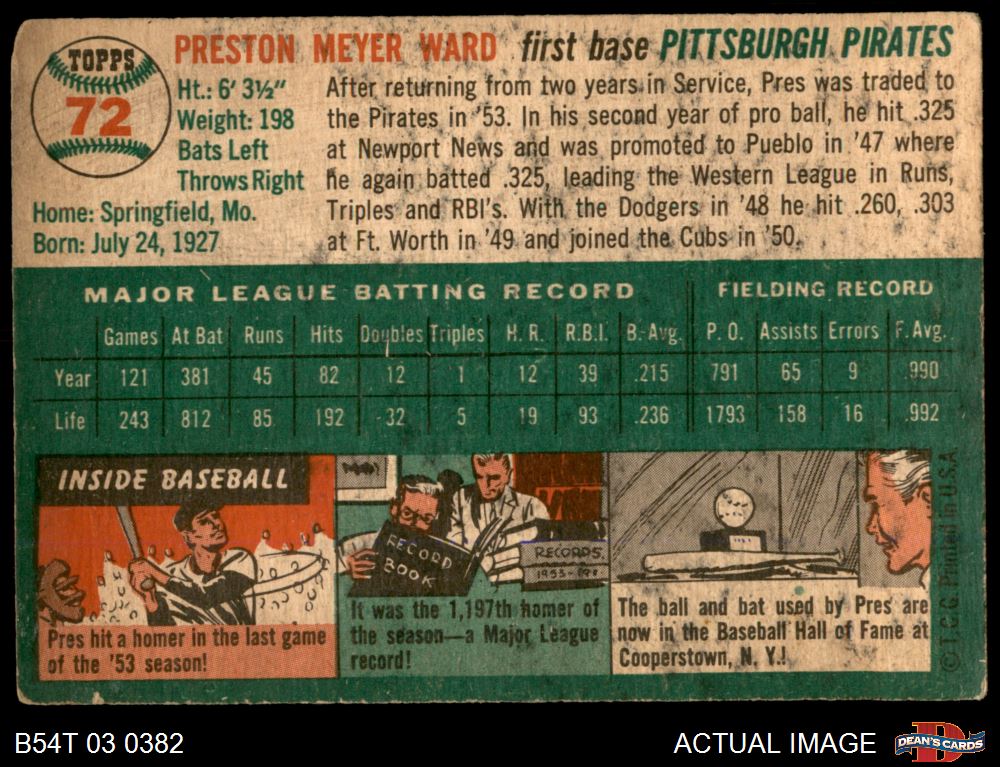 TOPPS
72
PRESTON MEYER WARD first base PITTSBURGH PIRATES
Ht.: 6' 3½"
Weight: 198
Bats Left
Throws Right
Home: Springfield, Mo.
Born: July 24, 1927
After returning from two years in Service, Pres was traded to
the Pirates in '53. In his second year of pro ball, he hit .325
at Newport News and was promoted to Pueblo in '47 where
he again batted .325, leading the Western League in Runs,
Triples and RBI's. With the Dodgers in '48 he hit .260, .303
at Ft. Worth in '49 and joined the Cubs in '50.
MAJOR LEAGUE BATTING RECORD FIELDING RECORD
Games At Bat Runs Hits Doubles Triples H. R. R.B.I. B. Avg. P. O. Assists Errors F. Avg.
Year 121 381 45 82 12 1 12 39 .215 791 65 9 .990
Life 243 812 85 192 32 5 19 93 .236 1793 158 16 .992
INSIDE BASEBALL
Pres hit a homer in the last game
of the '53 season!
RECORD
BOOK
RECORDS
It was the 1,197th homer of
the season—a Major League
record!
The ball and bat used by Pres are
now in the Baseball Hall of Fame at
Cooperstown, N. Y.!
© T.C.G. Printed in U.S.A.
B54T 03 0382
ACTUAL IMAGE
DEAN'S CARDS